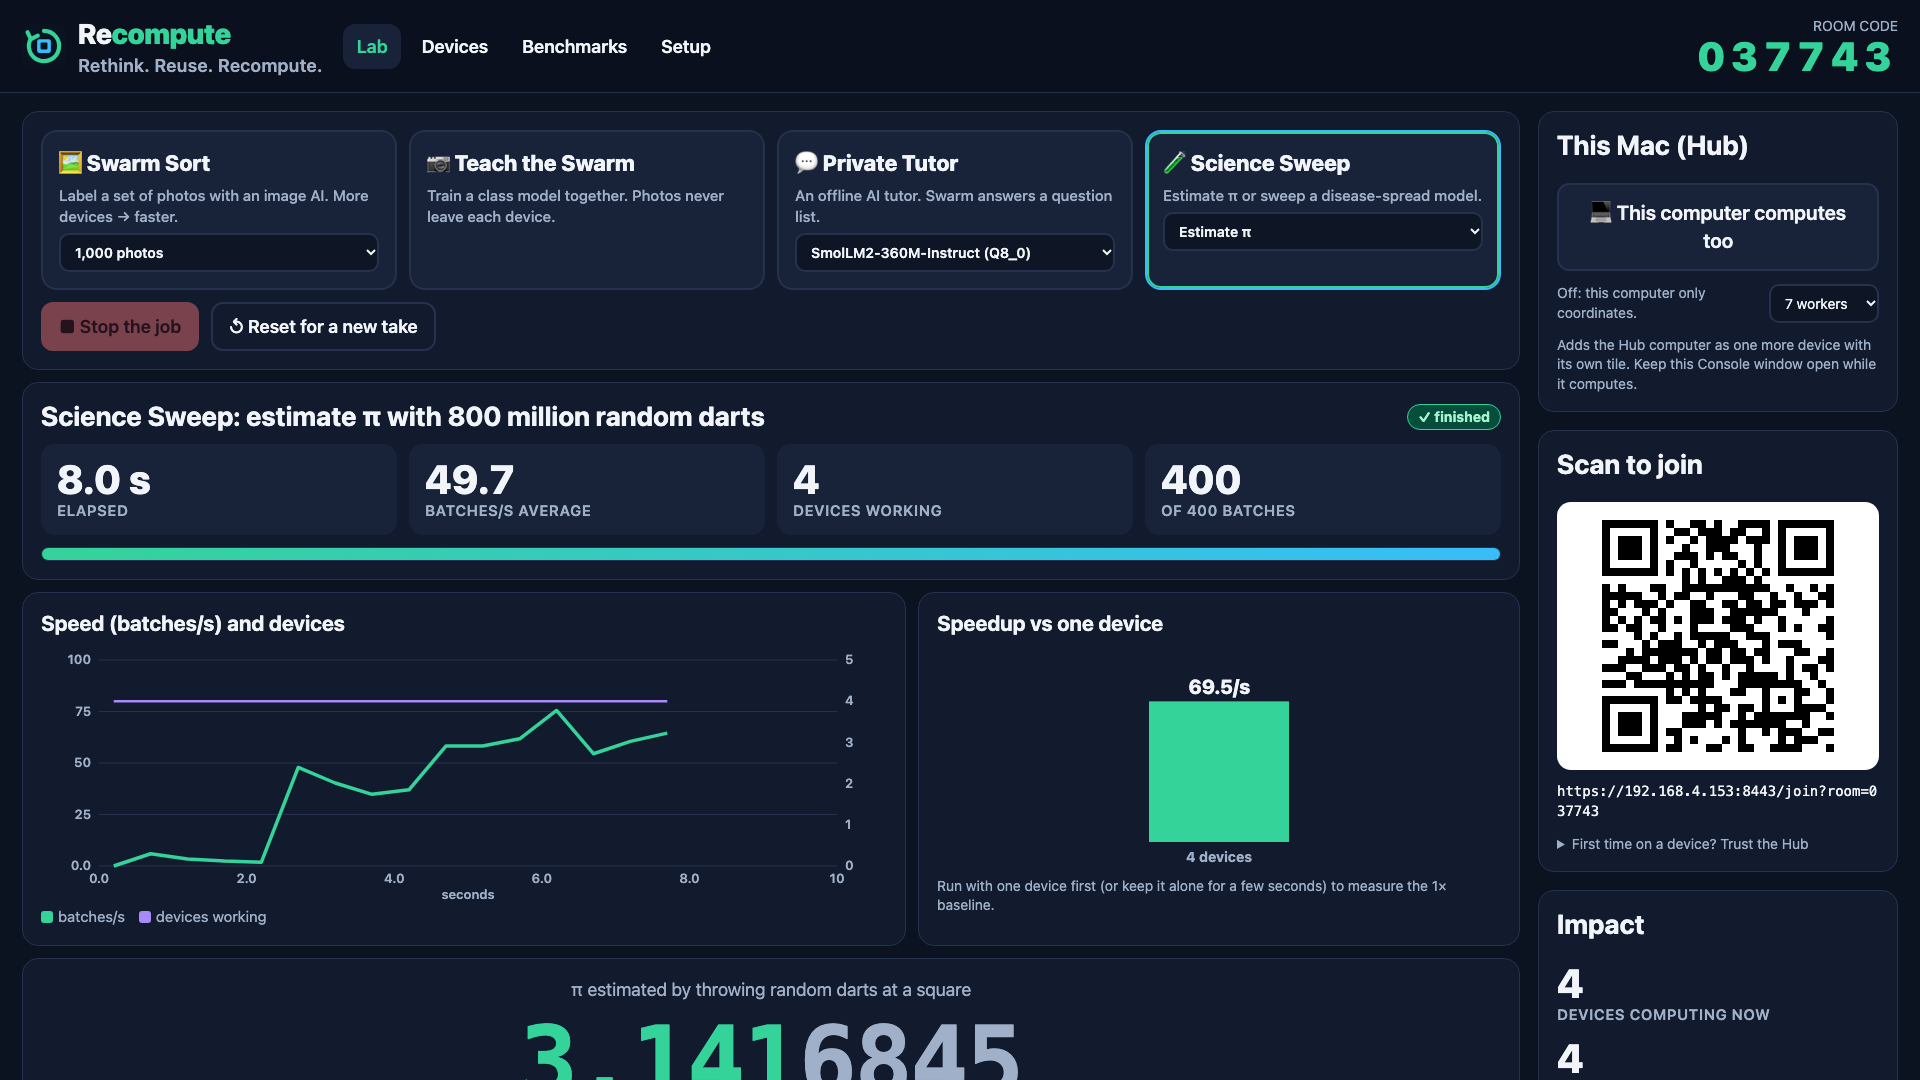 Recompute
Rethink. Reuse. Recompute.
Lab
Devices
Benchmarks
Setup
ROOM CODE
037743
Swarm Sort
Label a set of photos with an image AI. More
devices → faster.
1,000 photos
Teach the Swarm
Train a class model together. Photos never
leave each device.
Private Tutor
An offline AI tutor. Swarm answers a question
list.
SmolLM2-360M-Instruct (Q8_0)
Science Sweep
Estimate π or sweep a disease-spread model.
Estimate π
Stop the job
Reset for a new take
Science Sweep: estimate π with 800 million random darts
✓ finished
8.0 s
ELAPSED
49.7
BATCHES/S AVERAGE
4
DEVICES WORKING
400
OF 400 BATCHES
Speed (batches/s) and devices
100
75
50
25
0.0
5
4
3
2
1
0
0.0
2.0
4.0
6.0
8.0
10
seconds
batches/s
devices working
Speedup vs one device
69.5/s
4 devices
Run with one device first (or keep it alone for a few seconds) to measure the 1×
baseline.
π estimated by throwing random darts at a square
3.1416845
This Mac (Hub)
This computer computes
too
Off: this computer only
coordinates.
7 workers
Adds the Hub computer as one more device with
its own tile. Keep this Console window open while
it computes.
Scan to join
https://192.168.4.153:8443/join?room=0
37743
First time on a device? Trust the Hub
Impact
4
DEVICES COMPUTING NOW
4